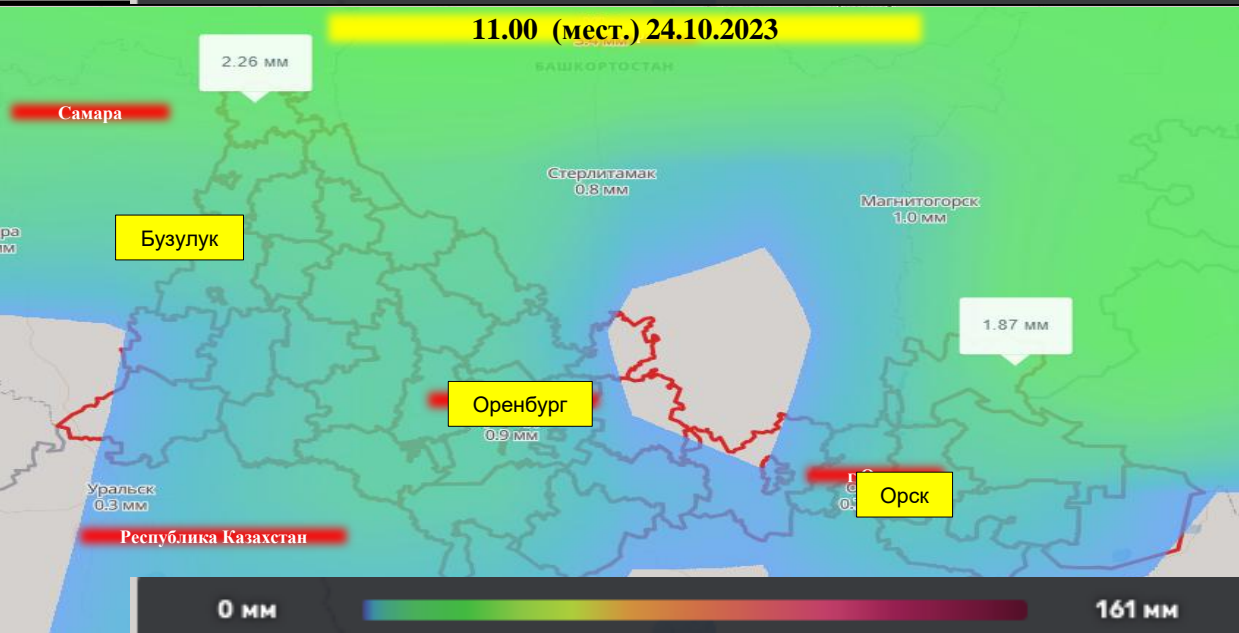 11.00 (мест.) 24.10.2023
2.26 мм
БАШКОРТОСТАН
Самара
Стерлитамак
0.8 мм
Магнитогорск
1.0 мм
Бузулук
1.87 мм
Оренбург
0.9 мм
Уральск
0.3 мм
Орск
Республика Казахстан
0 мм
161 мм